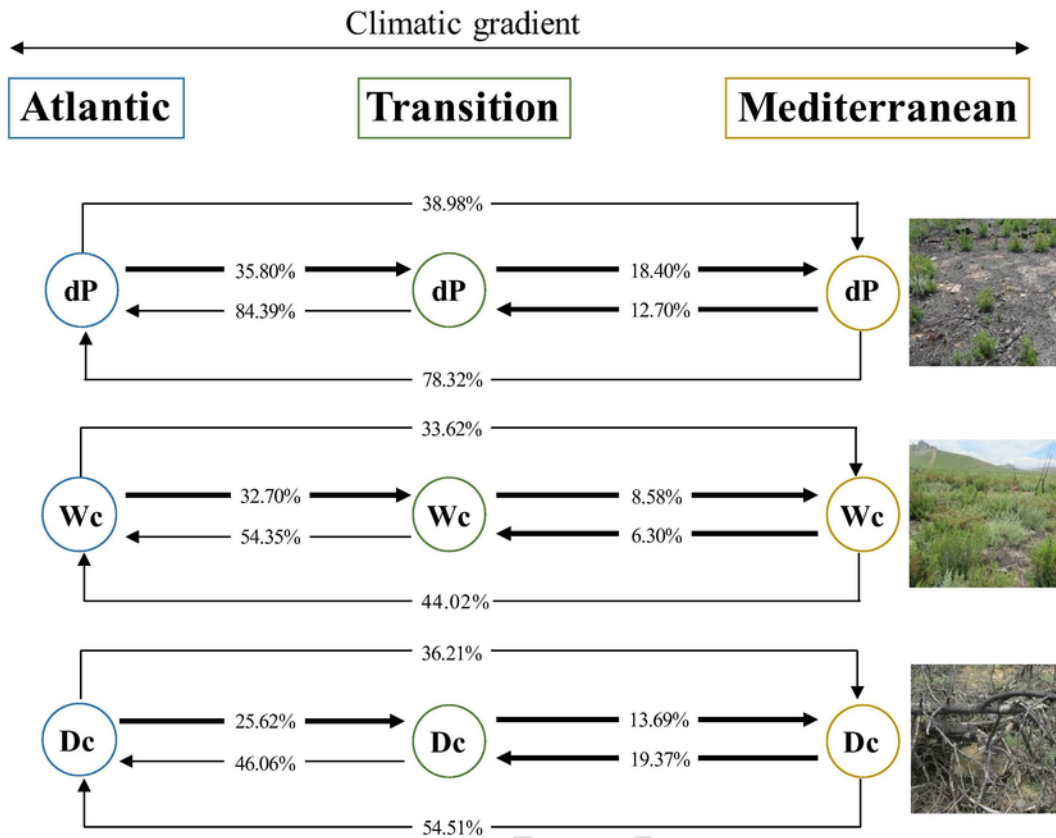 Climatic gradient
Atlantic Transition Mediterranean
38.98%
dP 35.80% dP 18.40% dP
84.39% 12.70%
78.32%
33.62%
Wc 32.70% Wc 8.58% Wc
54.35% 6.30%
44.02%
36.21%
Dc 25.62% Dc 13.69% Dc
46.06% 19.37%
54.51%